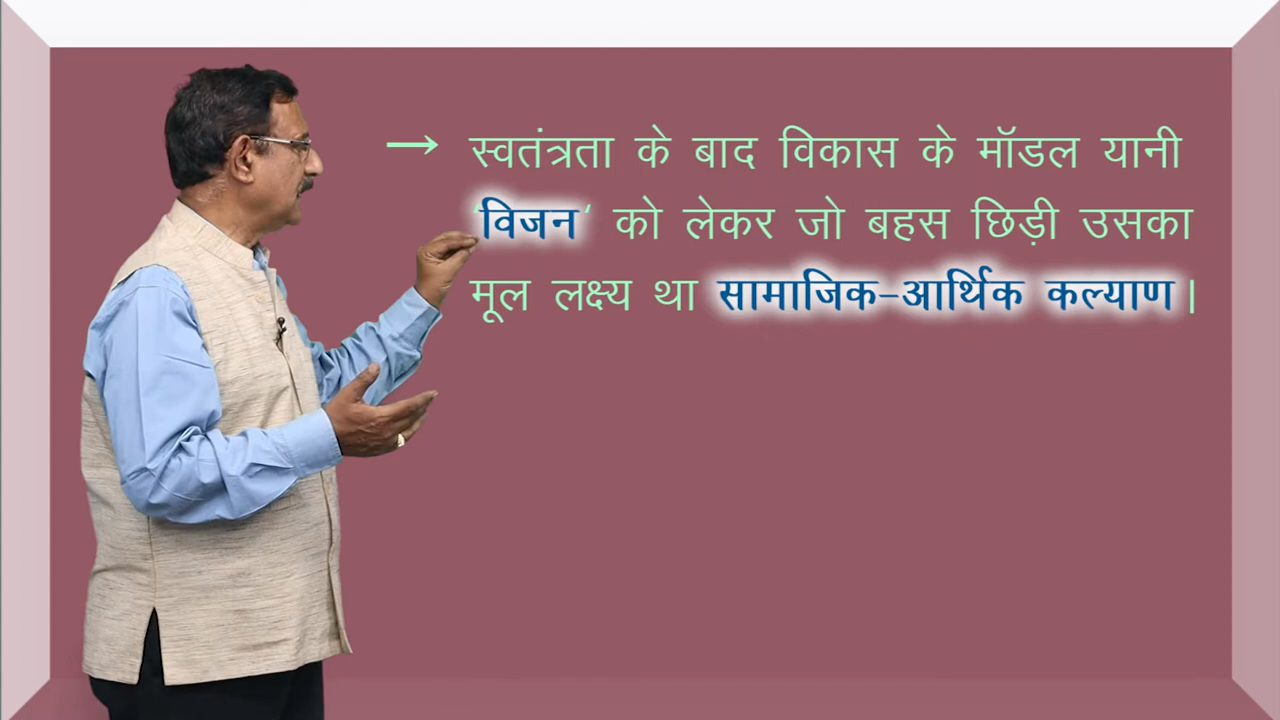 → स्वतंत्रता के बाद विकास के मॉडल यानी
'विजन' को लेकर जो बहस छिड़ी उसका
मूल लक्ष्य था सामाजिक-आर्थिक कल्याण।